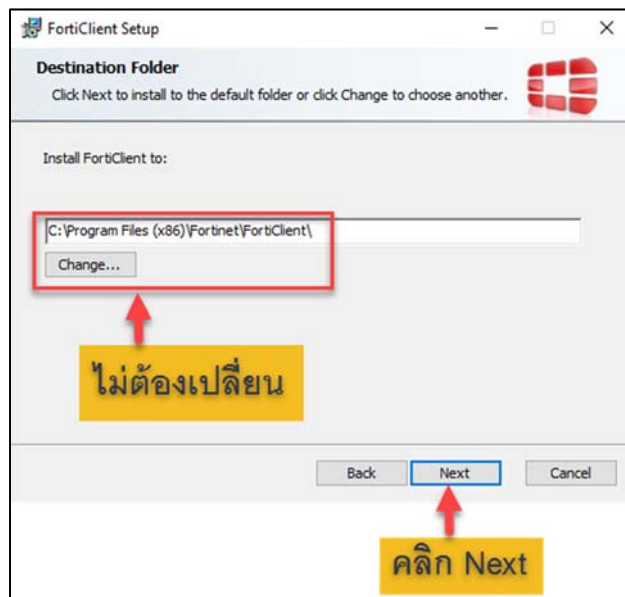 FortiClient Setup
Destination Folder
Click Next to install to the default folder or click Change to choose another.
Install FortiClient to:
C:\Program Files (x86)\Fortinet\FortiClient\
Change...
ไม่ต้องเปลี่ยน
Back Next Cancel
คลิก Next